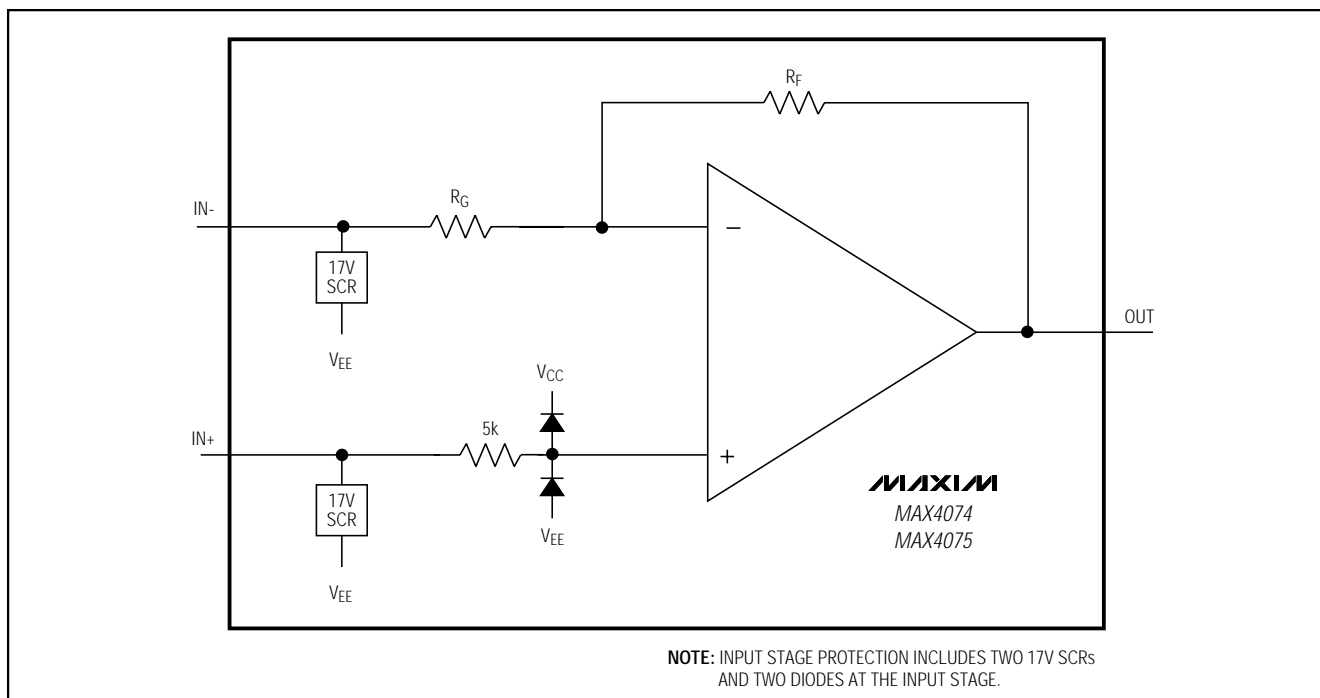 RF
RG
IN-
−
17V
SCR
VEE
OUT
VCC
IN+
5k
+
17V
SCR
VEE
VEE
MAXIM
MAX4074
MAX4075
NOTE: INPUT STAGE PROTECTION INCLUDES TWO 17V SCRs
AND TWO DIODES AT THE INPUT STAGE.